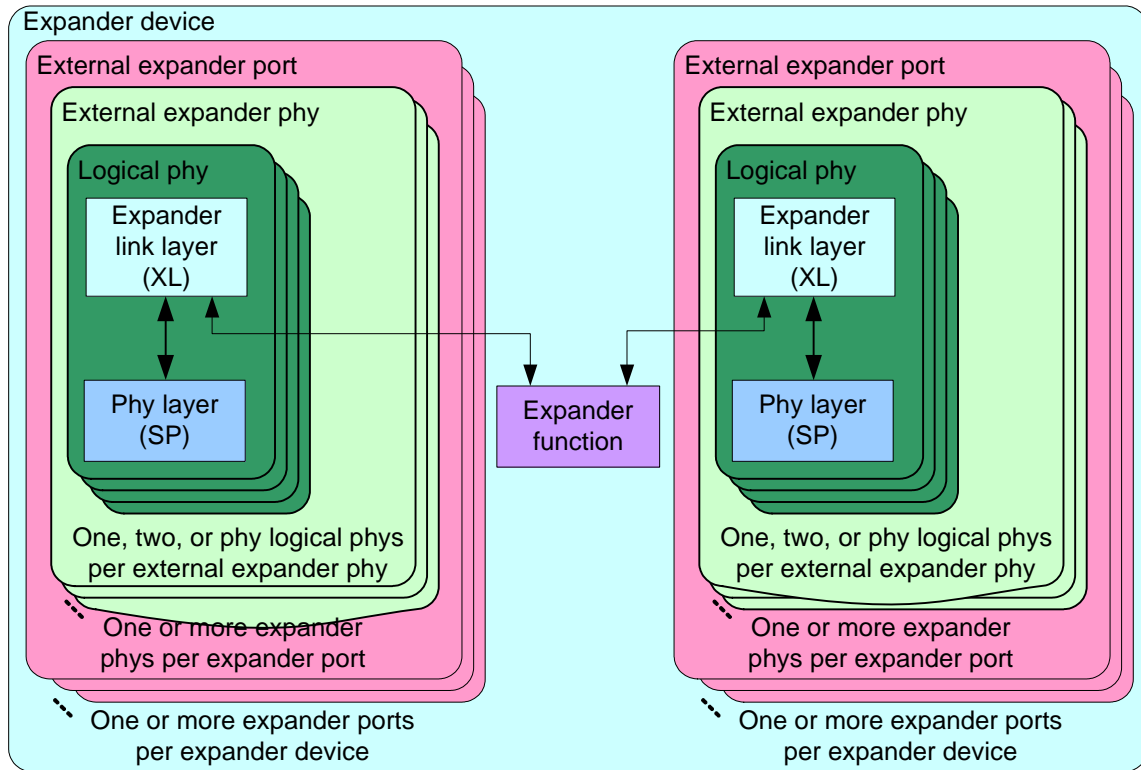 Expander device
External expander port
External expander phy
Logical phy
Expander
link layer
(XL)
Phy layer
(SP)
One, two, or phy logical phys
per external expander phy
One or more expander
phys per expander port
One or more expander ports
per expander device
Expander
function
External expander port
External expander phy
Logical phy
Expander
link layer
(XL)
Phy layer
(SP)
One, two, or phy logical phys
per external expander phy
One or more expander
phys per expander port
One or more expander ports
per expander device